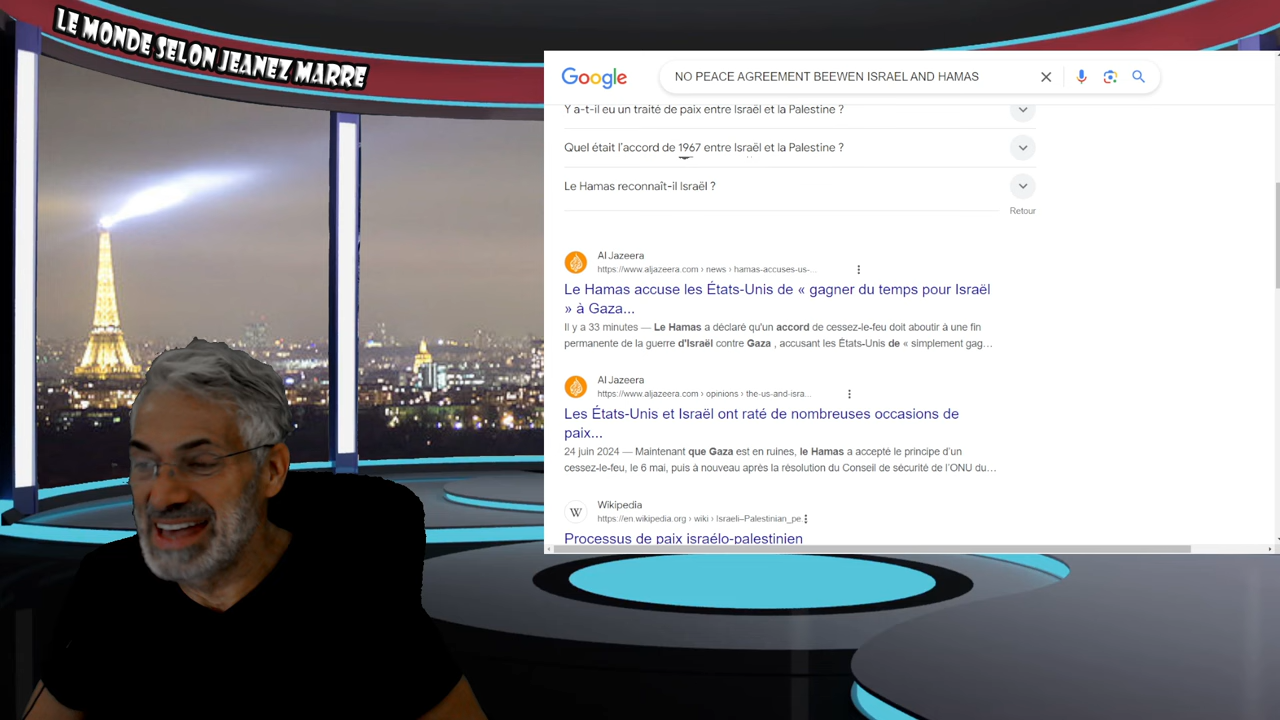 LE MONDE SELON JEANEZ MARRE
Google
NO PEACE AGREEMENT BEEWEN ISRAEL AND HAMAS
Y a-t-il eu un traité de paix entre Israël et la Palestine ?
Quel était l'accord de 1967 entre Israël et la Palestine ?
Le Hamas reconnaît-il Israël ?
Retour
Al Jazeera
https://www.aljazeera.com › news › hamas-accuses-us-...
Le Hamas accuse les États-Unis de « gagner du temps pour Israël
» à Gaza...
Il y a 33 minutes — Le Hamas a déclaré qu'un accord de cessez-le-feu doit aboutir à une fin
permanente de la guerre d'Israël contre Gaza , accusant les États-Unis de « simplement gag...
Al Jazeera
https://www.aljazeera.com › opinions › the-us-and-isra...
Les États-Unis et Israël ont raté de nombreuses occasions de
paix...
24 juin 2024 — Maintenant que Gaza est en ruines, le Hamas a accepté le principe d'un
cessez-le-feu, le 6 mai, puis à nouveau après la résolution du Conseil de sécurité de l'ONU du...
W
Wikipedia
https://en.wikipedia.org › wiki › Israeli–Palestinian_pe...
Processus de paix israélo-palestinien